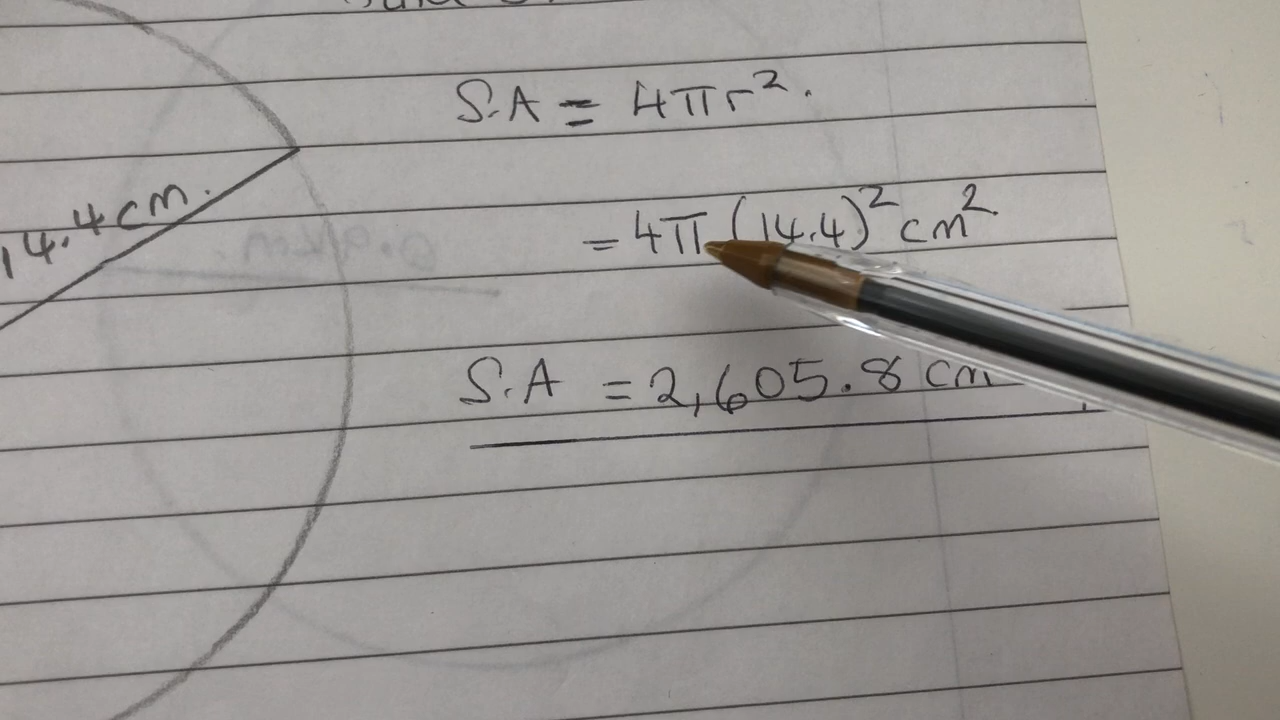 S.A = 4πr².
14.4cm.
= 4π(14.4)² cm²
S.A = 2,605.8 cm